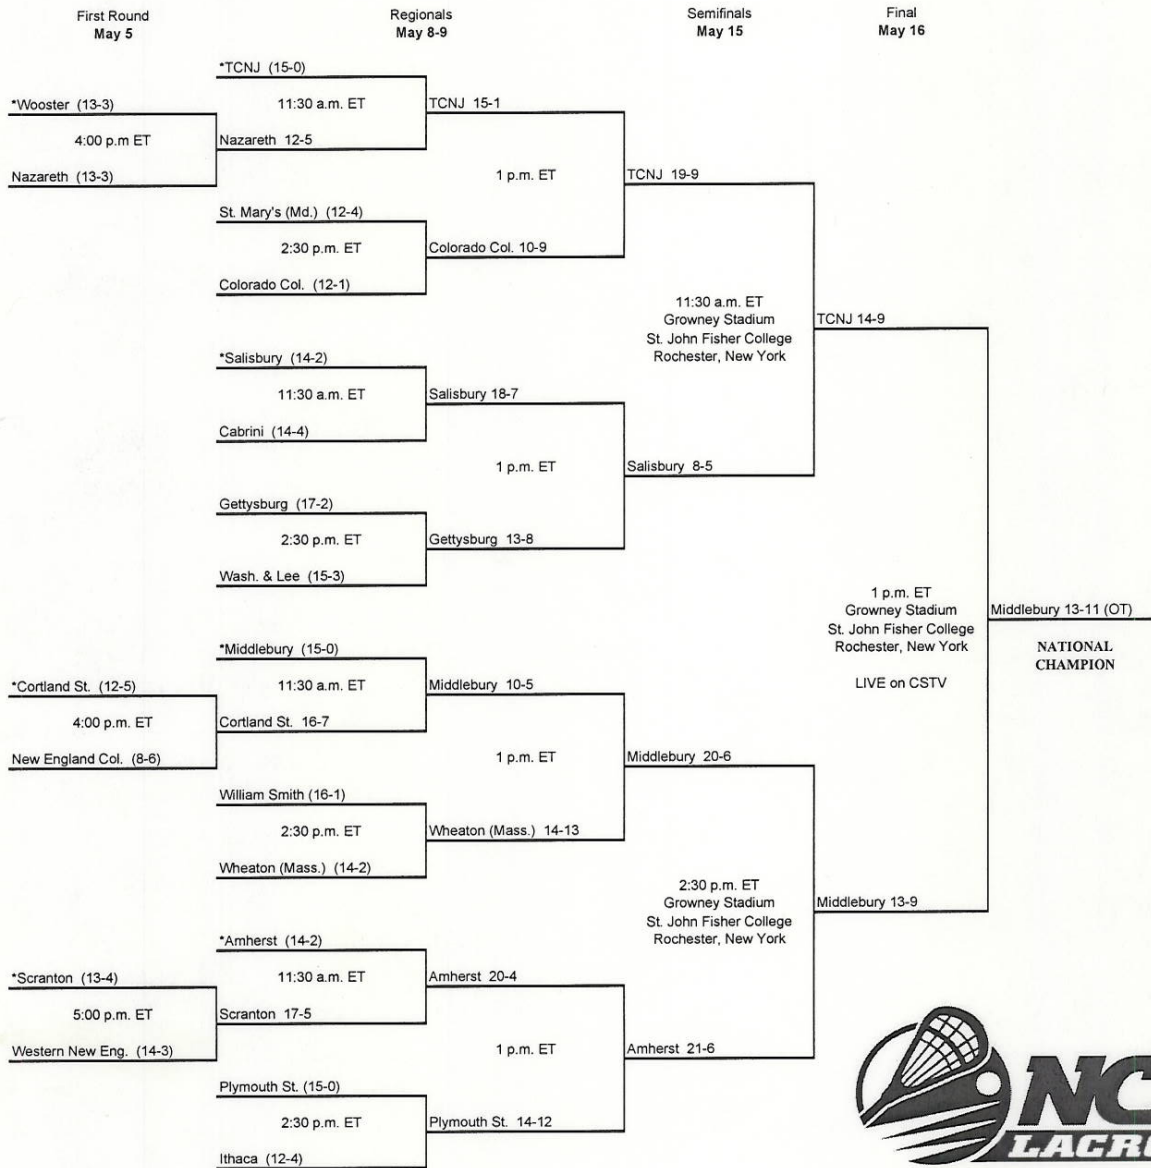 First Round
May 5
Regionals
May 8-9
Semifinals
May 15
Final
May 16
*Wooster (13-3)
4:00 p.m ET
Nazareth (13-3)
*Cortland St. (12-5)
4:00 p.m. ET
New England Col. (8-6)
*Scranton (13-4)
5:00 p.m. ET
Western New Eng. (14-3)
*TCNJ (15-0)
11:30 a.m. ET
Nazareth 12-5
St. Mary's (Md.) (12-4)
2:30 p.m. ET
Colorado Col. (12-1)
*Salisbury (14-2)
11:30 a.m. ET
Cabrini (14-4)
Gettysburg (17-2)
2:30 p.m. ET
Wash. & Lee (15-3)
*Middlebury (15-0)
11:30 a.m. ET
Cortland St. 16-7
William Smith (16-1)
2:30 p.m. ET
Wheaton (Mass.) (14-2)
*Amherst (14-2)
11:30 a.m. ET
Scranton 17-5
Plymouth St. (15-0)
2:30 p.m. ET
Ithaca (12-4)
TCNJ 15-1
1 p.m. ET
Colorado Col. 10-9
Salisbury 18-7
1 p.m. ET
Gettysburg 13-8
Middlebury 10-5
1 p.m. ET
Wheaton (Mass.) 14-13
Amherst 20-4
1 p.m. ET
Plymouth St. 14-12
TCNJ 19-9
11:30 a.m. ET
Growney Stadium
St. John Fisher College
Rochester, New York
Salisbury 8-5
Middlebury 20-6
2:30 p.m. ET
Growney Stadium
St. John Fisher College
Rochester, New York
Amherst 21-6
TCNJ 14-9
1 p.m. ET
Growney Stadium
St. John Fisher College
Rochester, New York
LIVE on CSTV
Middlebury 13-9
Middlebury 13-11 (OT)
NATIONAL
CHAMPION
NC
LACRO